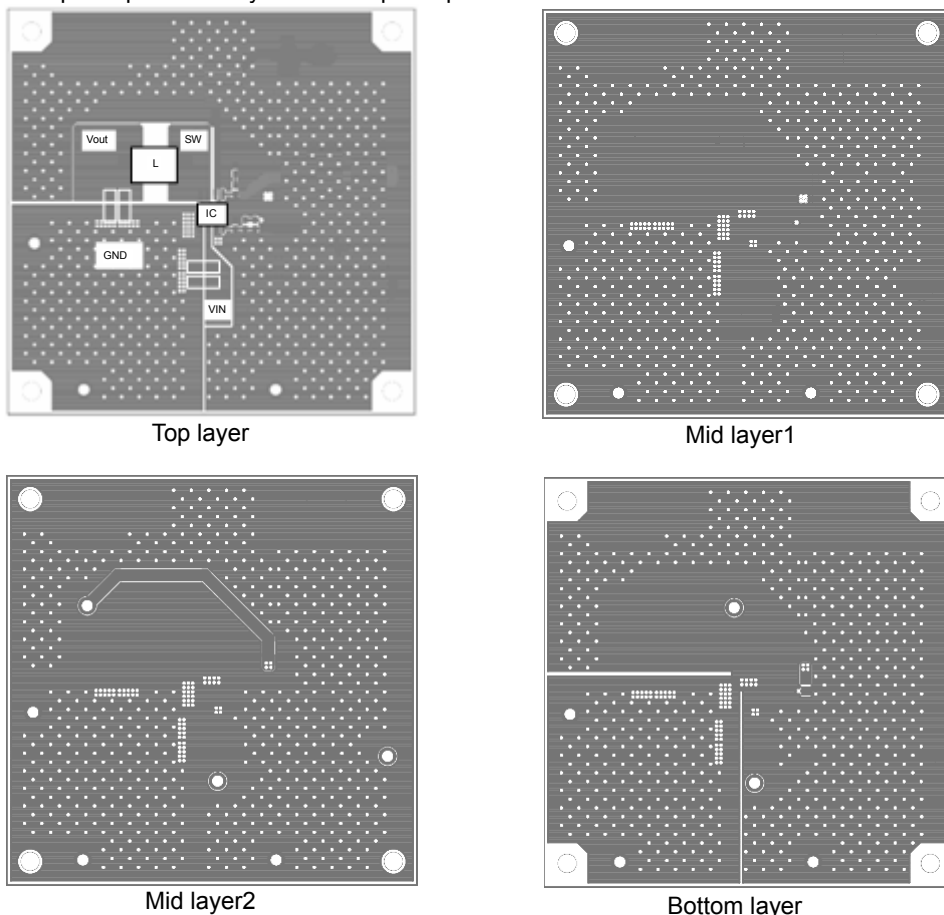 Vout
SW
L
IC
GND
VIN
Top layer
Mid layer1
Mid layer2
Bottom layer